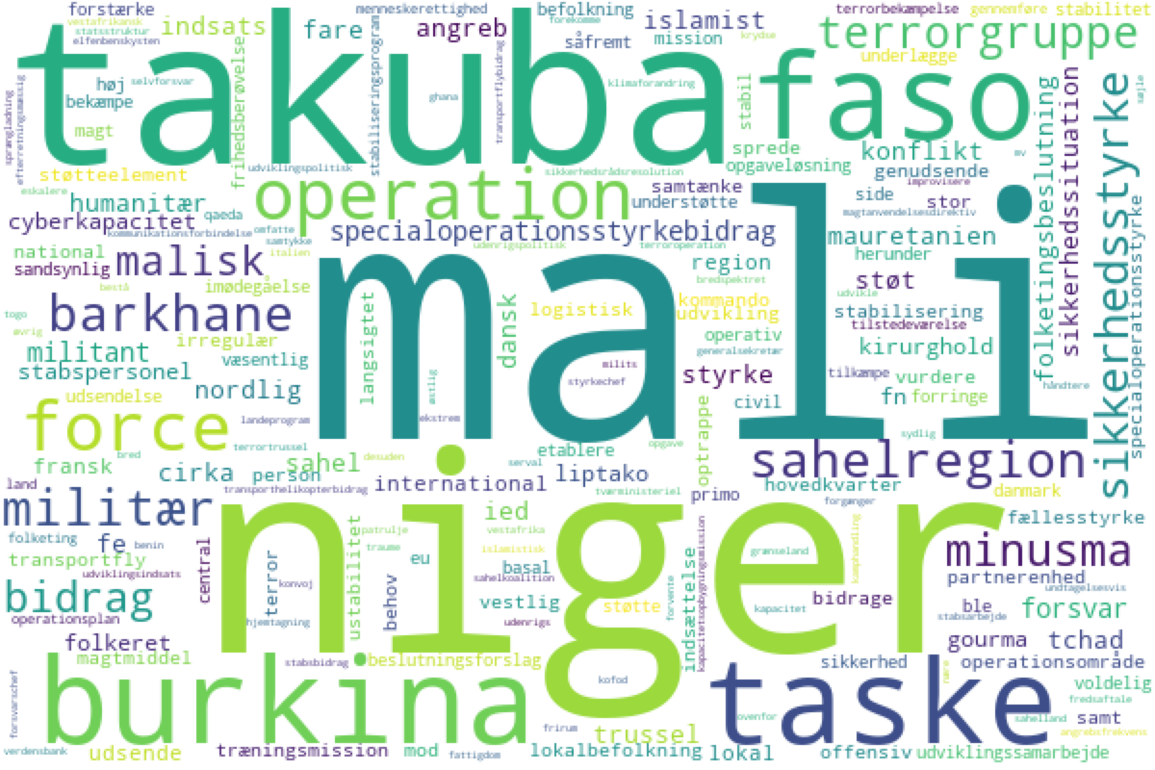 forstærke
menneskerettighed
befolkning
islamist
terrorbekæmpelse
gennemføre
stabilitet
vestafrikansk
statsstruktur
elfenbenskysten
indsats
fare
angreb
forekomme
såfremt
mission
krydse
terrorgruppe
underlægge
takuba
faso
høj
selvforsvar
bekæmpe
magt
ghana
klimaforandring
stabil
frihedsberøvelse
stabiliseringsprogram
transportflybidrag
sprængladning
efterretningsmæssig
søjle
støtteelement
udviklingspolitisk
sikkerhedsrådsresolution
sprede
opgaveløsning
konflikt
genudsende
mv
eskalere
humanitær
operation
samtænke
understøtte
side
improvisere
stor
magtanvendelsesdirektiv
cyberkapacitet
qaeda
kommunikationsforbindelse
omfatte
samtykke
italien
specialoperationsstyrkebidrag
udenrigspolitisk
terroroperation
mauretanien
herunder
national
sandsynlig
malisk
imødegåelse
bestå
region
bredspektret
støt
udvikle
folketingsbeslutning
sikkerhedssituation
sikkerhedsstyrke
specialoperationsstyrke
mali
togo
barkhane
øvrig
irregulær
langsigtet
dansk
logistisk
kommando
udvikling
operativ
generalsekretær
stabilisering
tilstedeværelse
kirurghold
militant
stabspersonel
væsentlig
nordlig
østlig
milits
styrkechef
styrke
civil
tilkæmpe
vurdere
fn
forringe
håndtere
udsendelse
force
landeprogram
ekstrem
sydlig
bred
terrortrussel
fransk
cirka
person
sahel
desuden
serval
etablere
opgave
optrappe
sahelregion
land
transporthelikopterbidrag
international
liptako
tværministeriel
primo
hovedkvarter
forgænger
danmark
militær
niger
fællesstyrke
folketing
fe
benin
transportfly
udviklingsindsats
central
terror
konvoj
ustabilitet
patrulje
traume
behov
eu
ied
vestafrika
islamistisk
basal
sahelkoalition
vestlig
udenrigs
støtte
forvente
indsættelse
kapacitetsopbygningsmission
grænseland
kapacitet
kamphandling
minusma
partnerenhed
undtagelsesvis
bidrag
operationsplan
hjemtagning
bidrage
ble
stabsarbejde
forsvar
folkeret
gourma
tchad
magtmiddel
stabsbidrag
beslutningsforslag
kofod
sikkerhed
nære
operationsområde
voldelig
fredsaftale
forsvarschef
burkina
taske
ovenfor
sahelland
samt
angrebsfrekvens
frirum
trussel
verdensbank
udsende
træningsmission
mod
fattigdom
lokalbefolkning
lokal
offensiv
udviklingssamarbejde